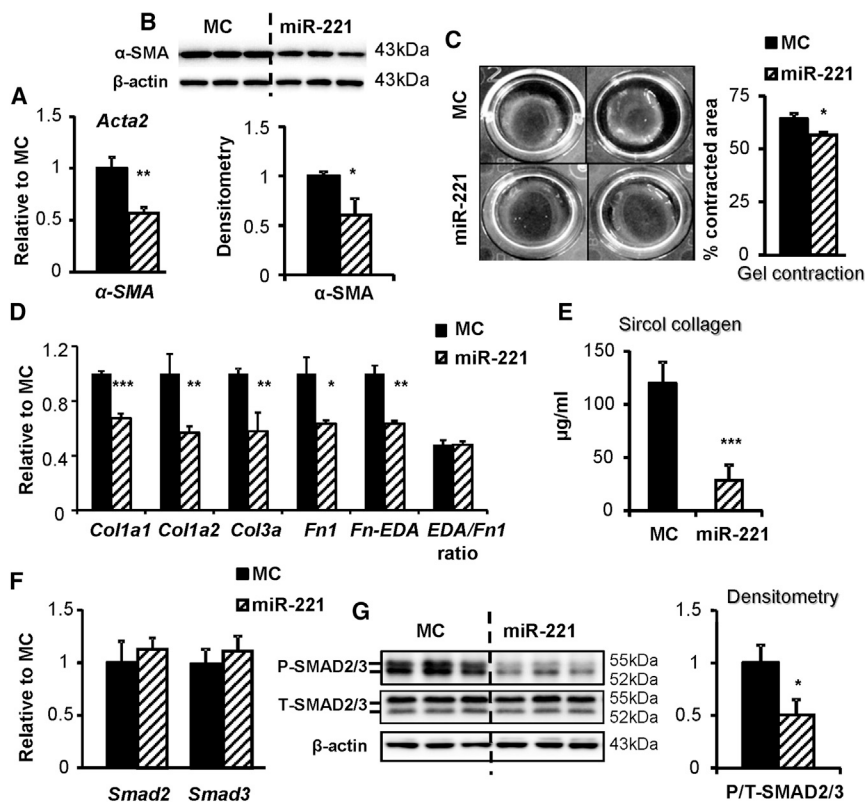 B
MC
miR-221
α-SMA
43kDa
β-actin
43kDa
A
Acta2
Relative to MC
1.5
1
0.5
0
**
α-SMA
Densitometry
1.5
1
0.5
0
*
α-SMA
C
MC
miR-221
MC
miR-221
% contracted area
75
50
25
0
*
Gel contraction
D
MC
miR-221
Relative to MC
1.2
0.8
0.4
0
***
**
**
*
**
Col1a1
Col1a2
Col3a
Fn1
Fn-EDA
EDA/Fn1
ratio
E
Sircol collagen
µg/ml
150
100
50
0
***
MC
miR-221
F
MC
miR-221
Relative to MC
1.5
1
0.5
0
Smad2
Smad3
G
MC
miR-221
P-SMAD2/3
55kDa
52kDa
T-SMAD2/3
55kDa
52kDa
β-actin
43kDa
Densitometry
1.5
1
0.5
0
*
P/T-SMAD2/3